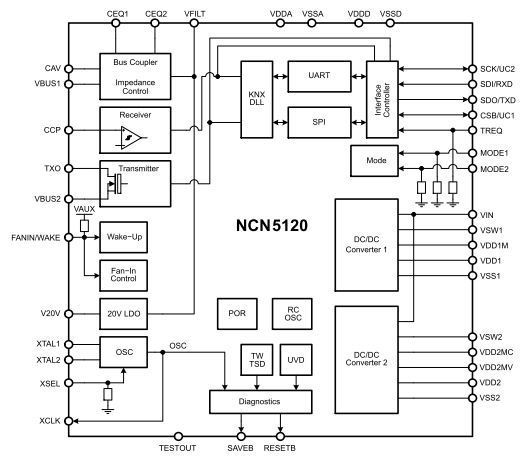 CEQ1
CEQ2
VFILT
VDDA
VSSA
VDDD
VSSD
CAV
VBUS1
Bus Coupler
Impedance
Control
CCP
Receiver
TXO
VBUS2
Transmitter
VAUX
FANIN/WAKE
Wake-Up
Fan-In
Control
V20V
20V LDO
XTAL1
XTAL2
OSC
OSC
XSEL
XCLK
KNX
DLL
UART
SPI
Interface
Controller
Mode
SCK/UC2
SDI/RXD
SDO/TXD
CSB/UC1
TREQ
MODE1
MODE2
NCN5120
DC/DC
Converter 1
VIN
VSW1
VDD1M
VDD1
VSS1
POR
RC
OSC
TW
TSD
UVD
Diagnostics
DC/DC
Converter 2
VSW2
VDD2MC
VDD2MV
VDD2
VSS2
TESTOUT
SAVEB
RESETB